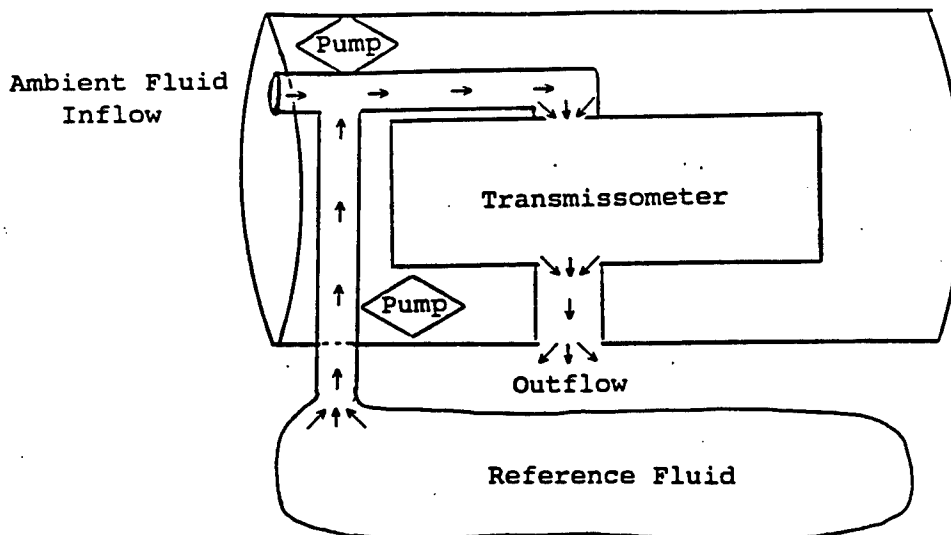 Pump
Ambient Fluid
Inflow
Transmissometer
Pump
Outflow
Reference Fluid